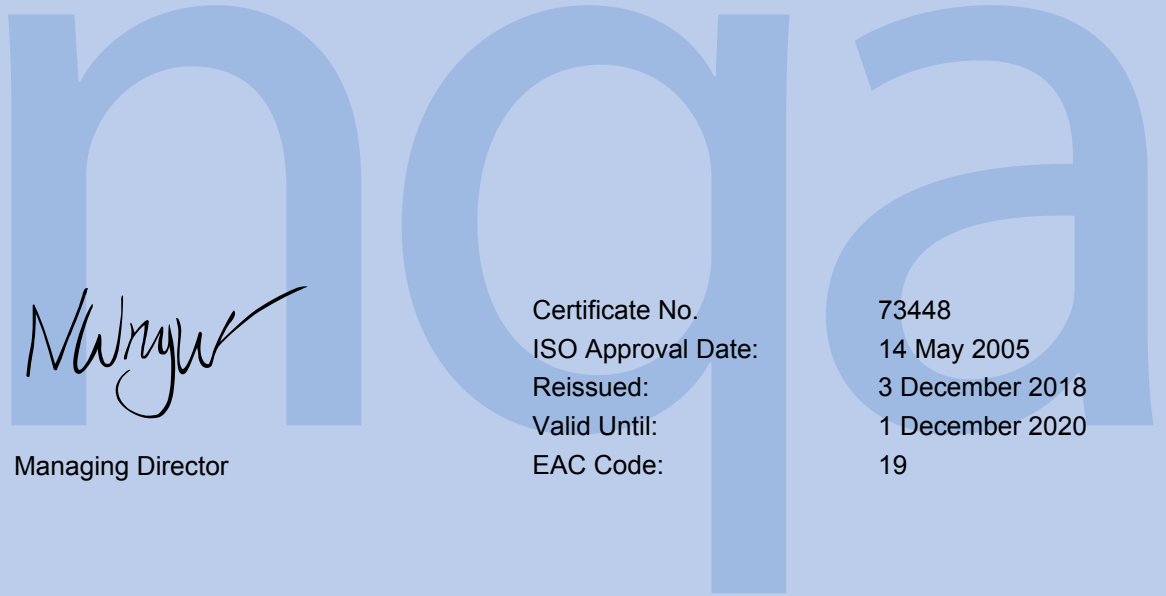 nqa
Certificate No. 73448
ISO Approval Date: 14 May 2005
Reissued: 3 December 2018
Valid Until: 1 December 2020
Managing Director
EAC Code: 19